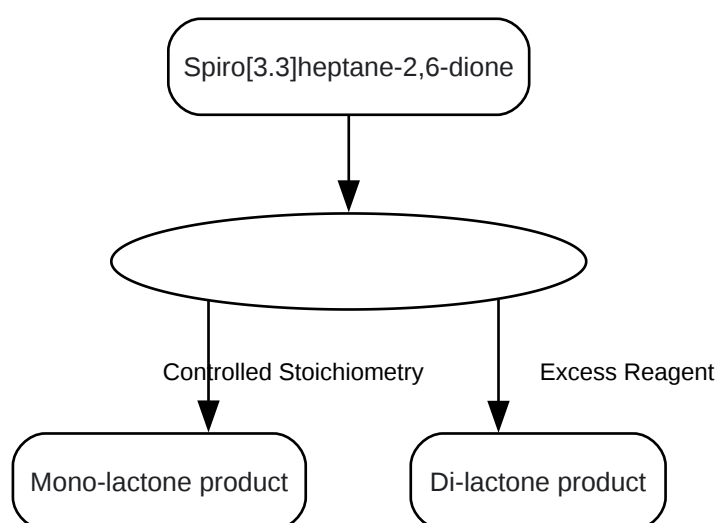 Spiro[3.3]heptane-2,6-dione
Controlled Stoichiometry
Excess Reagent
Mono-lactone product
Di-lactone product